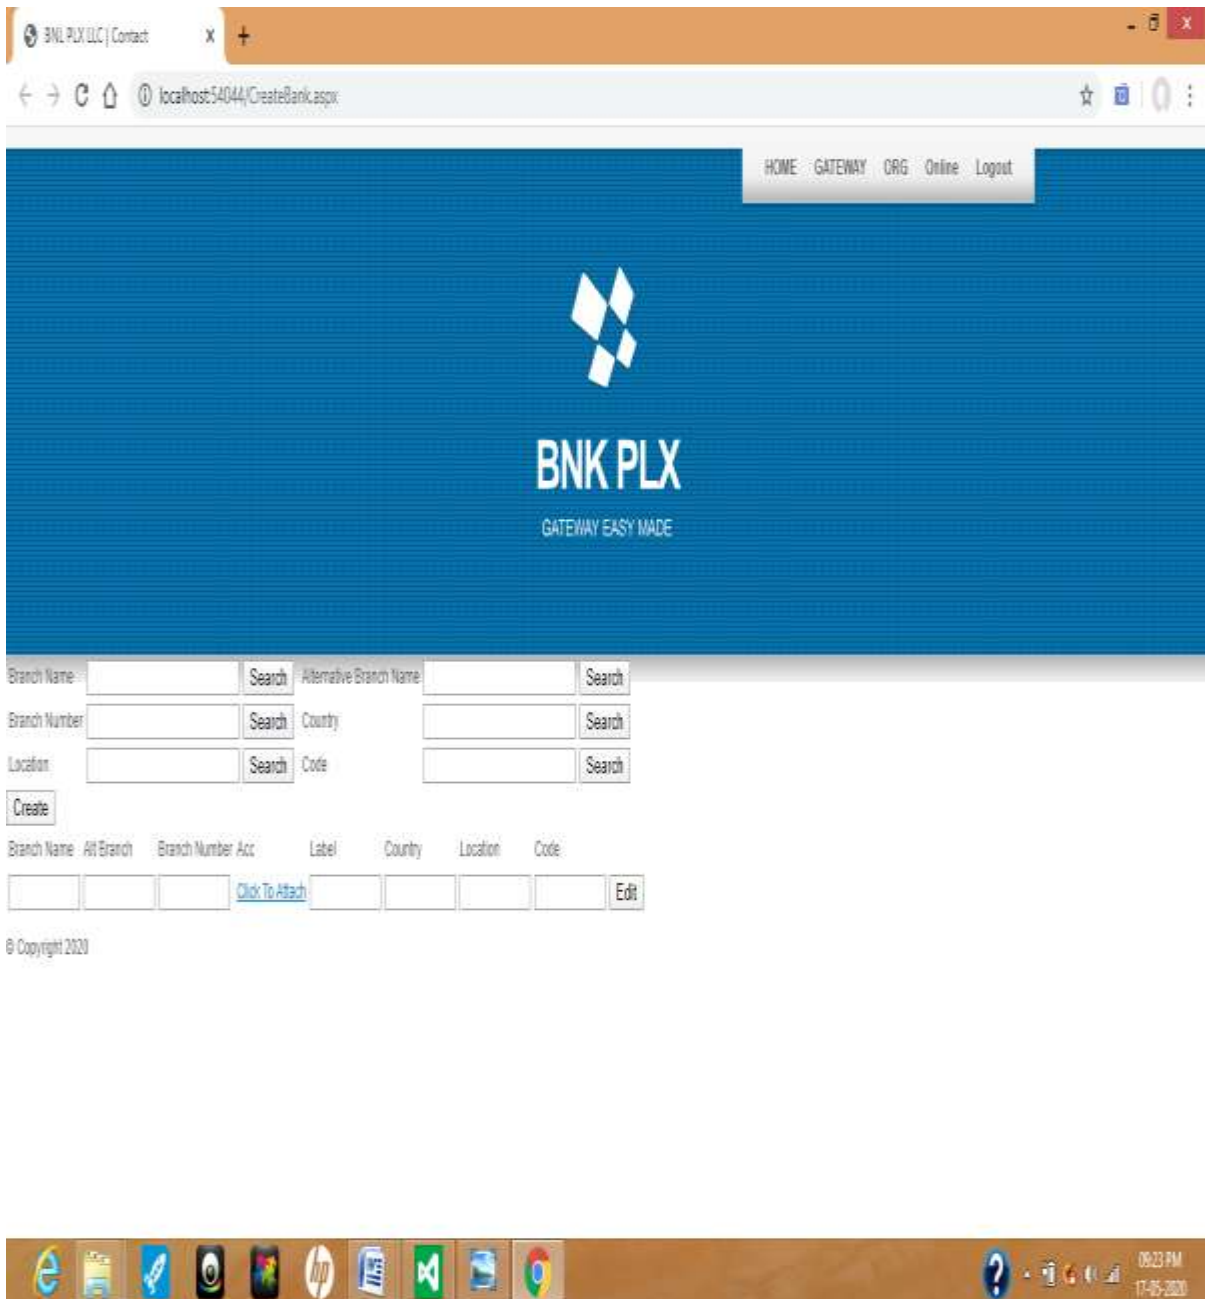 BNL PLX LLC | Contact
localhost:54044/CreateBank.aspx
HOME GATEWAY ORG Online Logout
BNK PLX
GATEWAY EASY MADE
Branch Name Search Alternative Branch Name Search
Branch Number Search Country Search
Location Search Code Search
Create
Branch Name Alt Branch Branch Number Acc Label Country Location Code
Click To Attach Edit
© Copyright 2020
hp
09:23 PM
17-05-2020